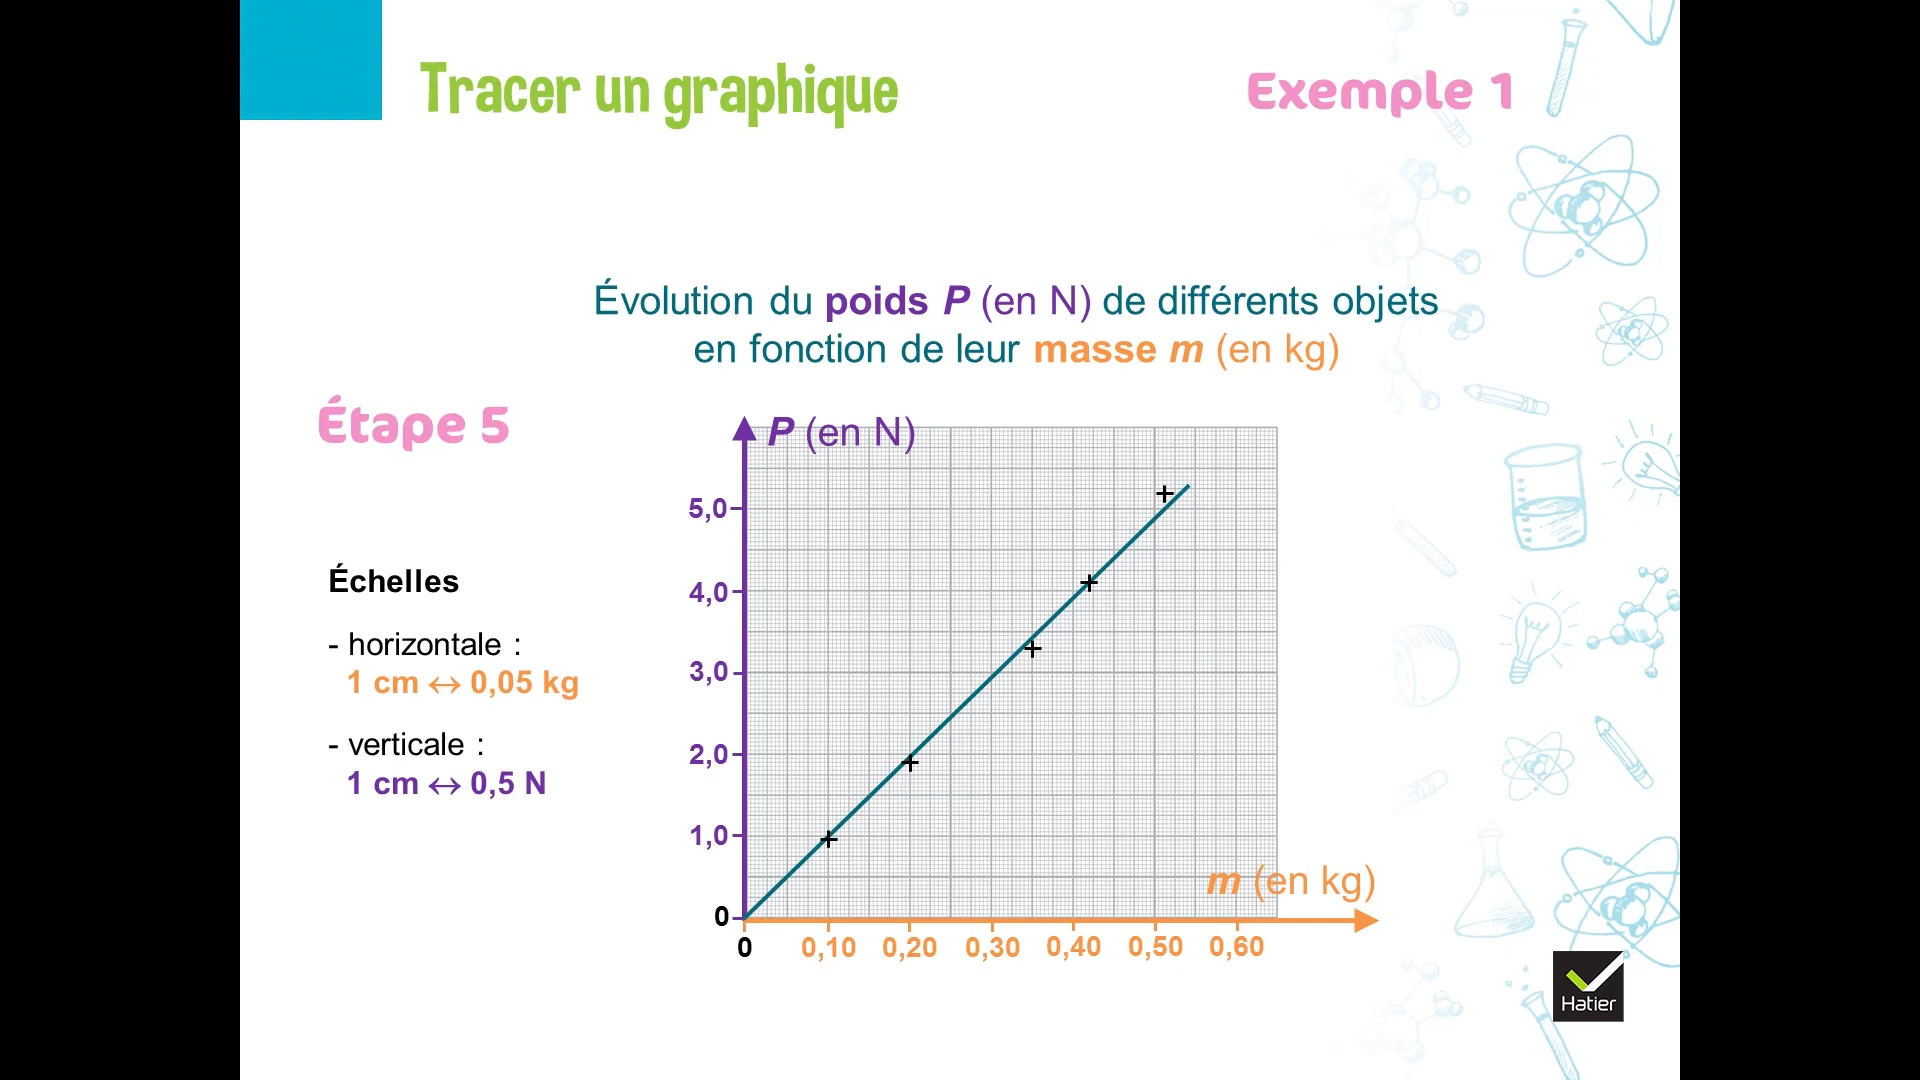 Tracer un graphique
Exemple 1
Évolution du poids P (en N) de différents objets
en fonction de leur masse m (en kg)
Étape 5
Échelles
- horizontale :
1 cm ↔ 0,05 kg
- verticale :
1 cm ↔ 0,5 N
P (en N)
5,0
4,0
3,0
2,0
1,0
0
m (en kg)
0 0,10 0,20 0,30 0,40 0,50 0,60
Hatier